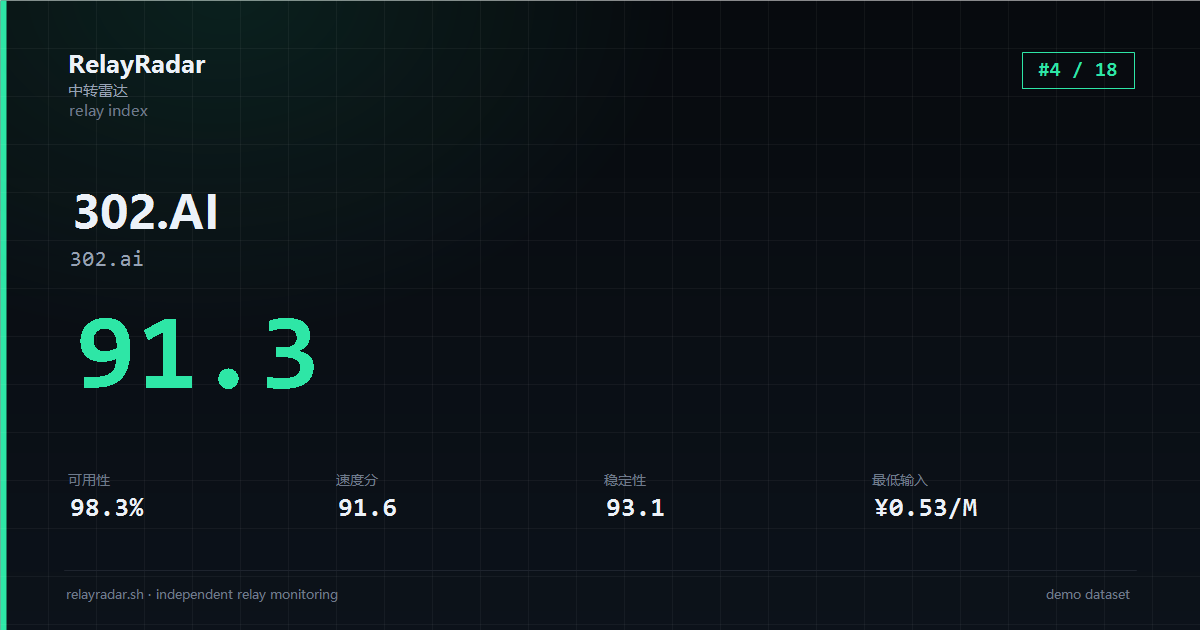 RelayRadar
中转雷达
relay index
#4 / 18
302.AI
302.ai
91.3
可用性
98.3%
速度分
91.6
稳定性
93.1
最低输入
¥0.53/M
relayradar.sh · independent relay monitoring
demo dataset